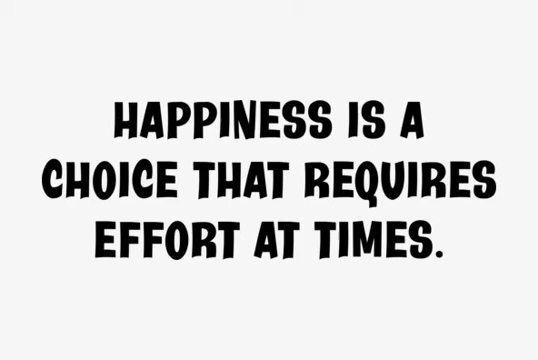 HAPPINESS IS A
CHOICE THAT REQUIRES
EFFORT AT TIMES.